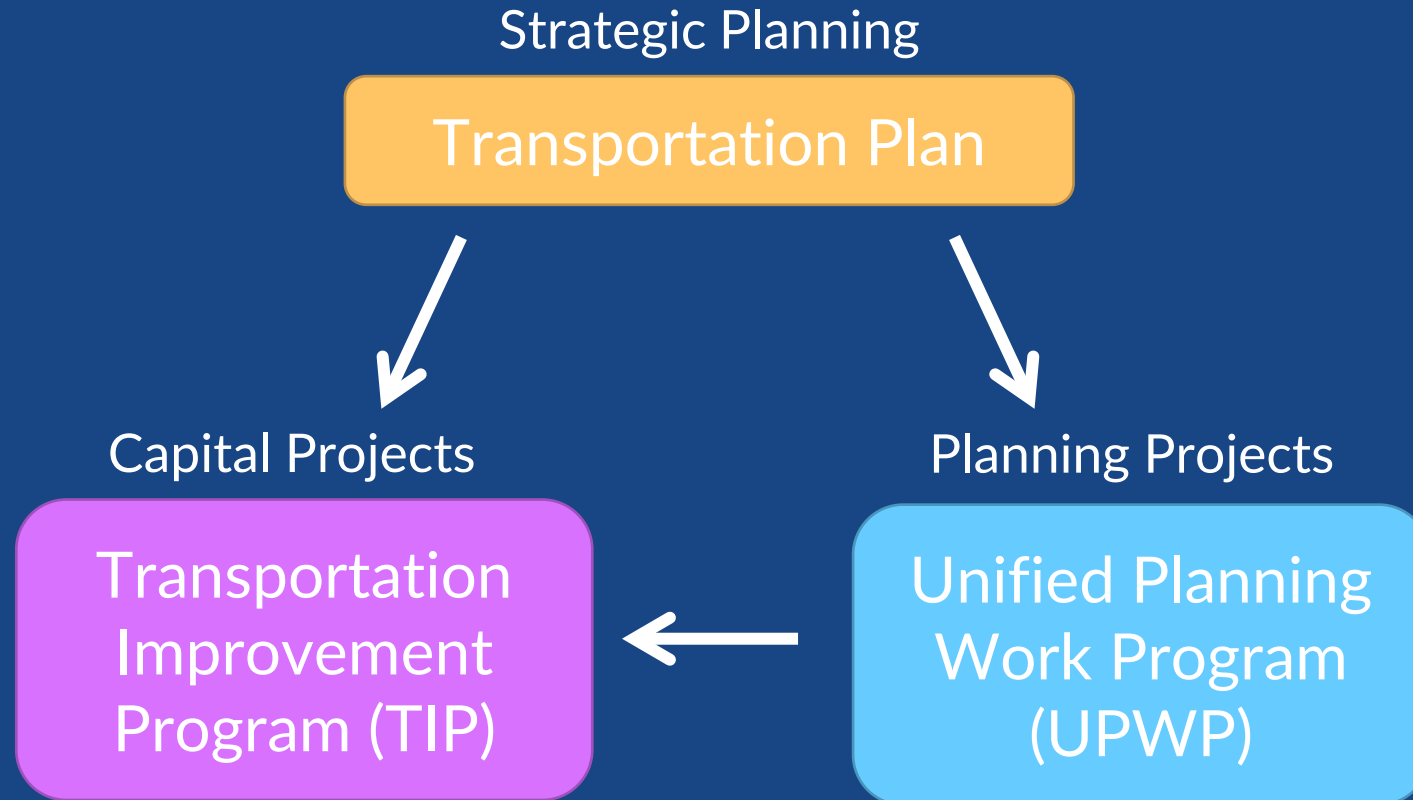 Strategic Planning
Transportation Plan
Capital Projects
Transportation
Improvement
Program (TIP)
Planning Projects
Unified Planning
Work Program
(UPWP)